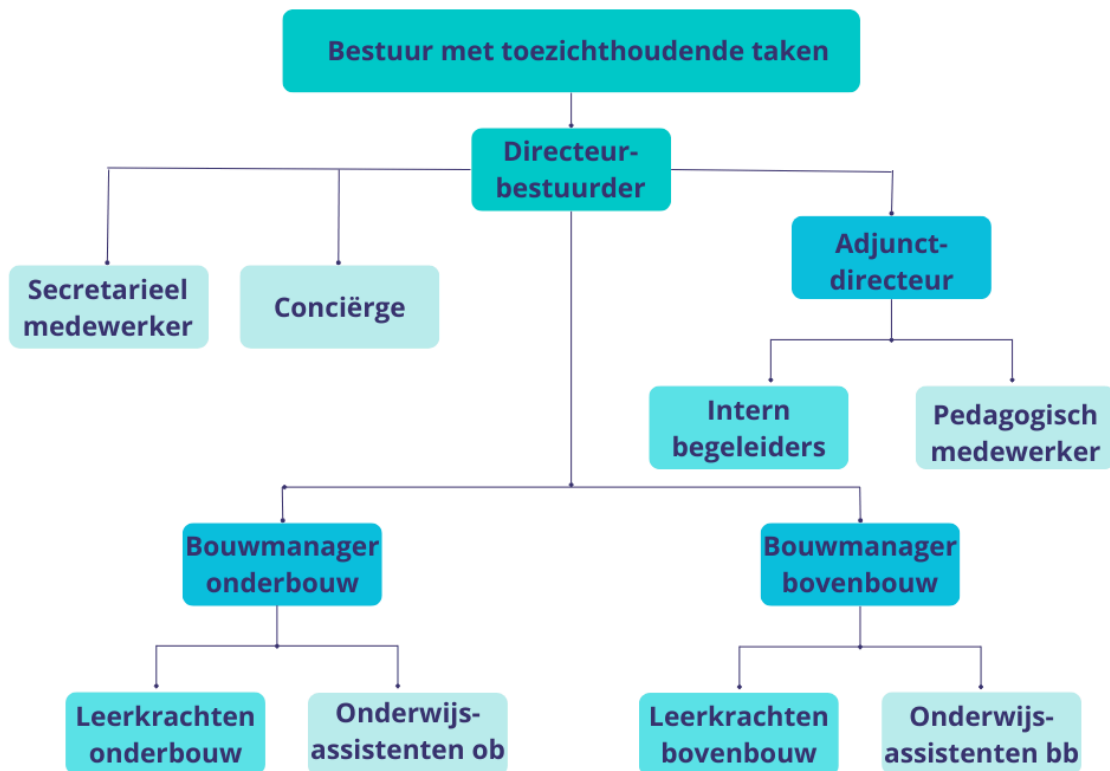 Bestuur met toezichthoudende taken
Directeur-
bestuurder
Adjunct-
directeur
Secretarieel
medewerker
Conciërge
Intern
begeleiders
Pedagogisch
medewerker
Bouwmanager
onderbouw
Bouwmanager
bovenbouw
Leerkrachten
onderbouw
Onderwijs-
assistenten ob
Leerkrachten
bovenbouw
Onderwijs-
assistenten bb